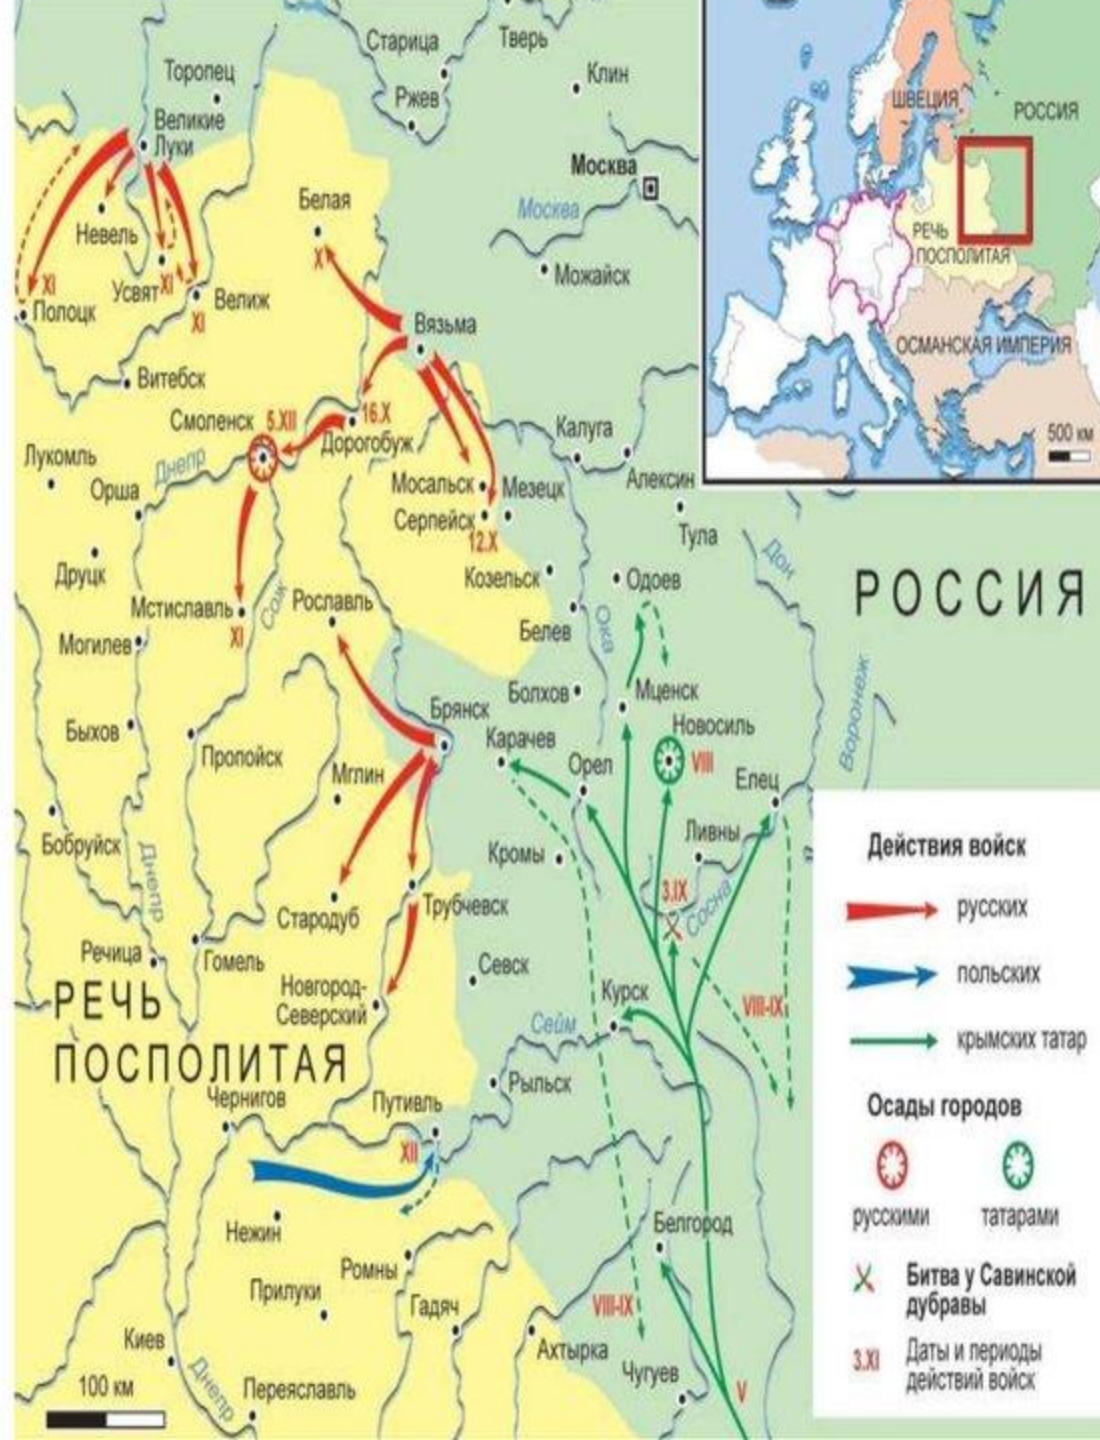 Старица
Тверь
Торопец
Клин
Ржев
Великие
Луки
Москва
Белая
Москва
Невель
X
Можайск
XI
Усвят
XI
Велиж
Полоцк
XI
Вязьма
Витебск
Смоленск
5.XII
16.X
Дорогобуж
Калуга
Лукомль
Днепр
Орша
Мосальск
Мезецк
Алексин
Серпейск
12.X
Тула
Дон
Друцк
Козельск
Одоев
РОССИЯ
Мстиславль
Сож
Рославль
XI
Могилев
Белев
Ока
Болхов
Мценск
Брянск
Воронеж
Быхов
Пропойск
Карачев
Новосиль
VIII
Мглин
Орел
Елец
Бобруйск
Днепр
Кромы
Ливны
3.IX
Сосна
Стародуб
Трубчевск
Речица
Гомель
Севск
Новгород-
Северский
Курск
VIII-IX
РЕЧЬ
ПОСПОЛИТАЯ
Сейм
Рыльск
Чернигов
Путивль
XII
Нежин
Белгород
Ромны
Прилуки
Гадяч
VIII-IX
Киев
Ахтырка
Чугуев
Днепр
Переяславль
V
100 км
ШВЕЦИЯ
РОССИЯ
РЕЧЬ
ПОСПОЛИТАЯ
ОСМАНСКАЯ ИМПЕРИЯ
500 км
Действия войск
русских
польских
крымских татар
Осады городов
русскими
татарами
Битва у Савинской
дубравы
3.XI
Даты и периоды
действий войск